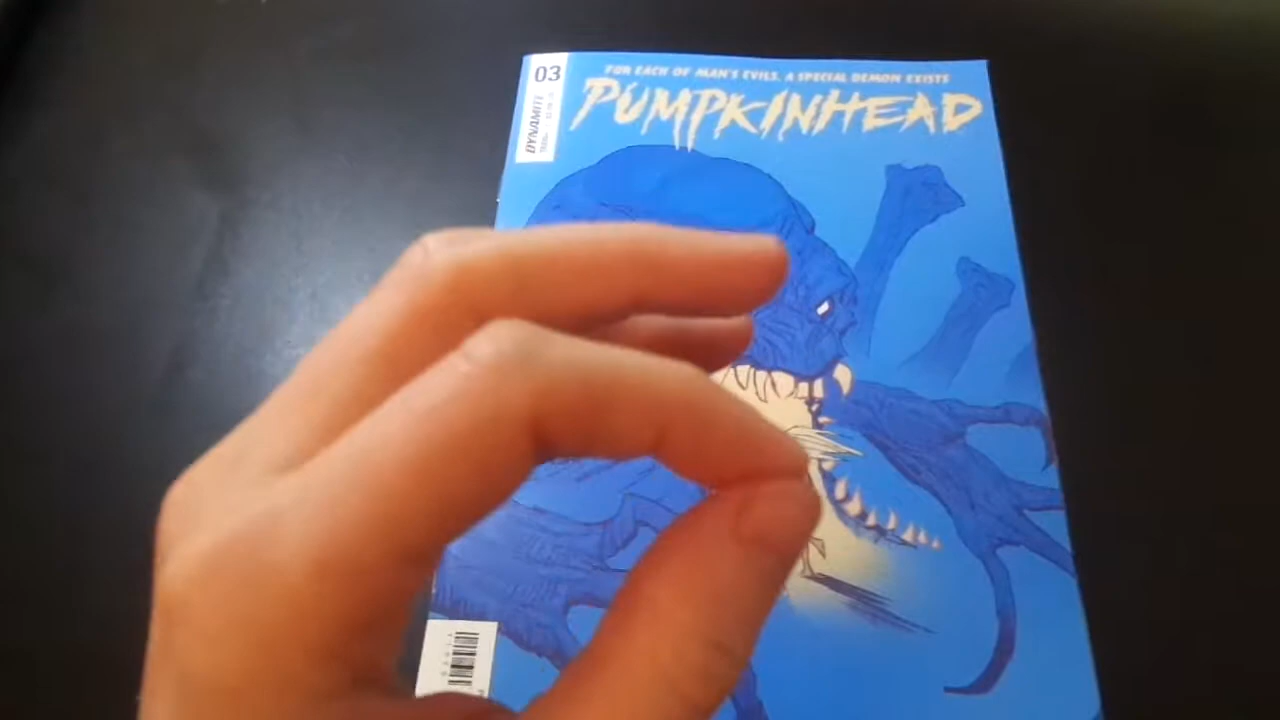 03
DYNAMITE
FOR EACH OF MAN'S EVILS, A SPECIAL DEMON EXISTS
PUMPKINHEAD